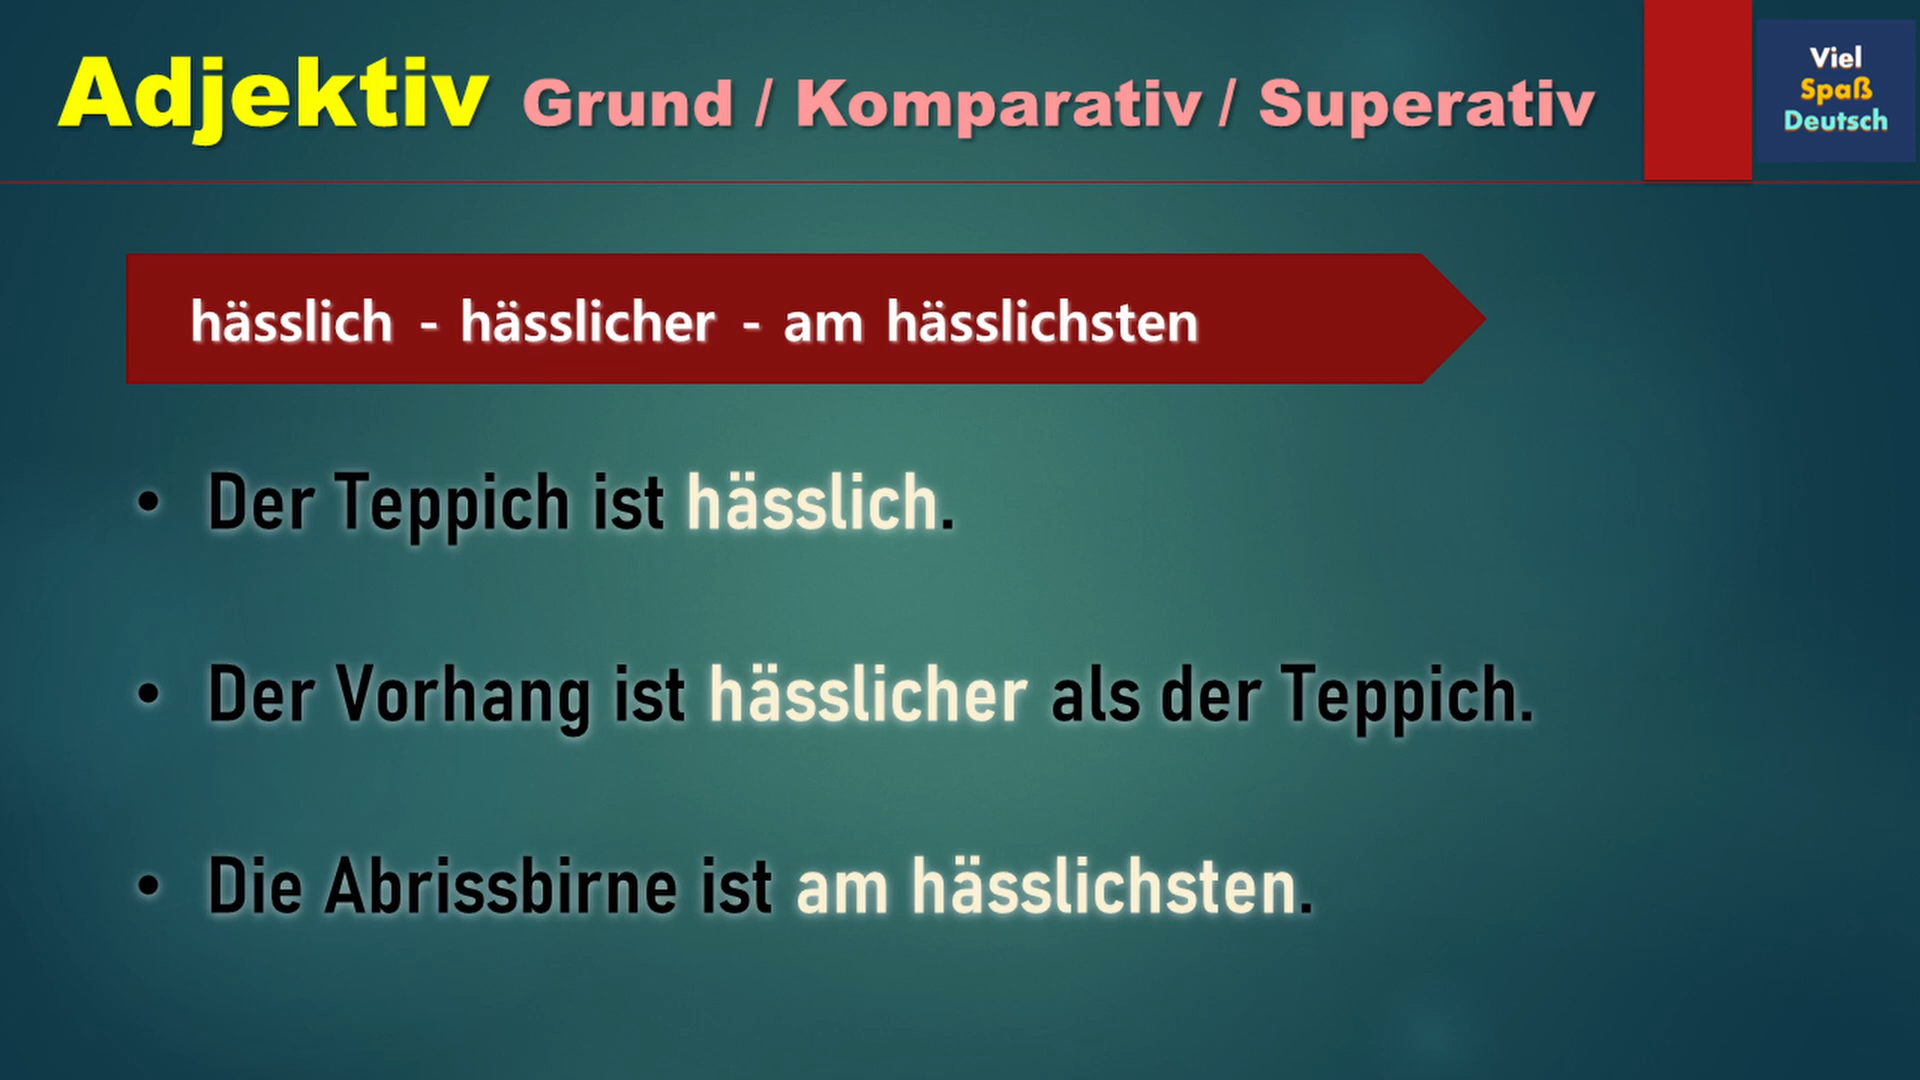 Adjektiv Grund / Komparativ / Superativ
Viel
Spaß
Deutsch
hässlich - hässlicher - am hässlichsten
• Der Teppich ist hässlich.
• Der Vorhang ist hässlicher als der Teppich.
• Die Abrissbirne ist am hässlichsten.